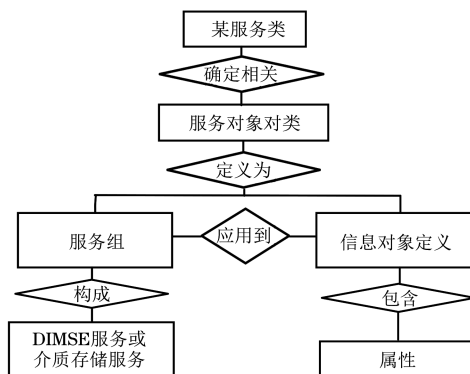 某服务类
确定相关
服务对象对类
定义为
服务组
应用到
信息对象定义
构成
包含
DIMSE服务或
介质存储服务
属性